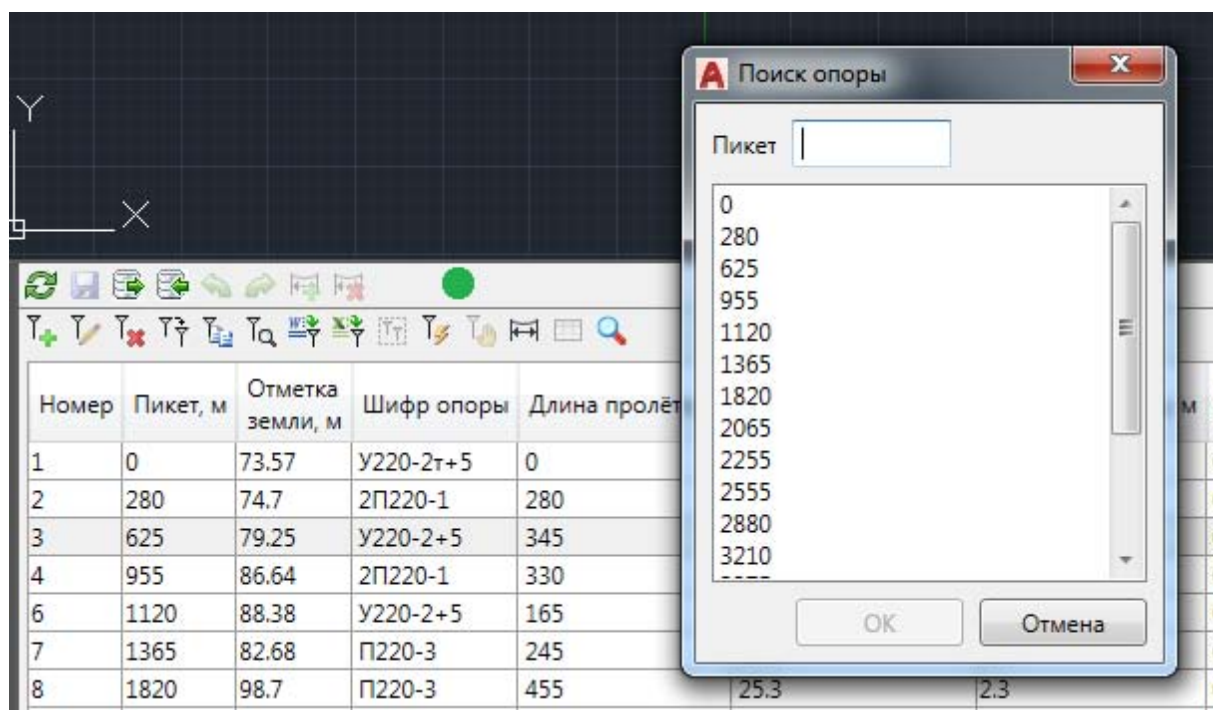 Y
X
Поиск опоры
Пикет
0
280
625
955
1120
1365
1820
2065
2255
2555
2880
3210
OK
Отмена
Номер Пикет, м Отметка земли, м Шифр опоры Длина пролёт м
1 0 73.57 У220-2т+5 0
2 280 74.7 2П220-1 280
3 625 79.25 У220-2+5 345
4 955 86.64 2П220-1 330
6 1120 88.38 У220-2+5 165
7 1365 82.68 П220-3 245
8 1820 98.7 П220-3 455 25.3 2.3